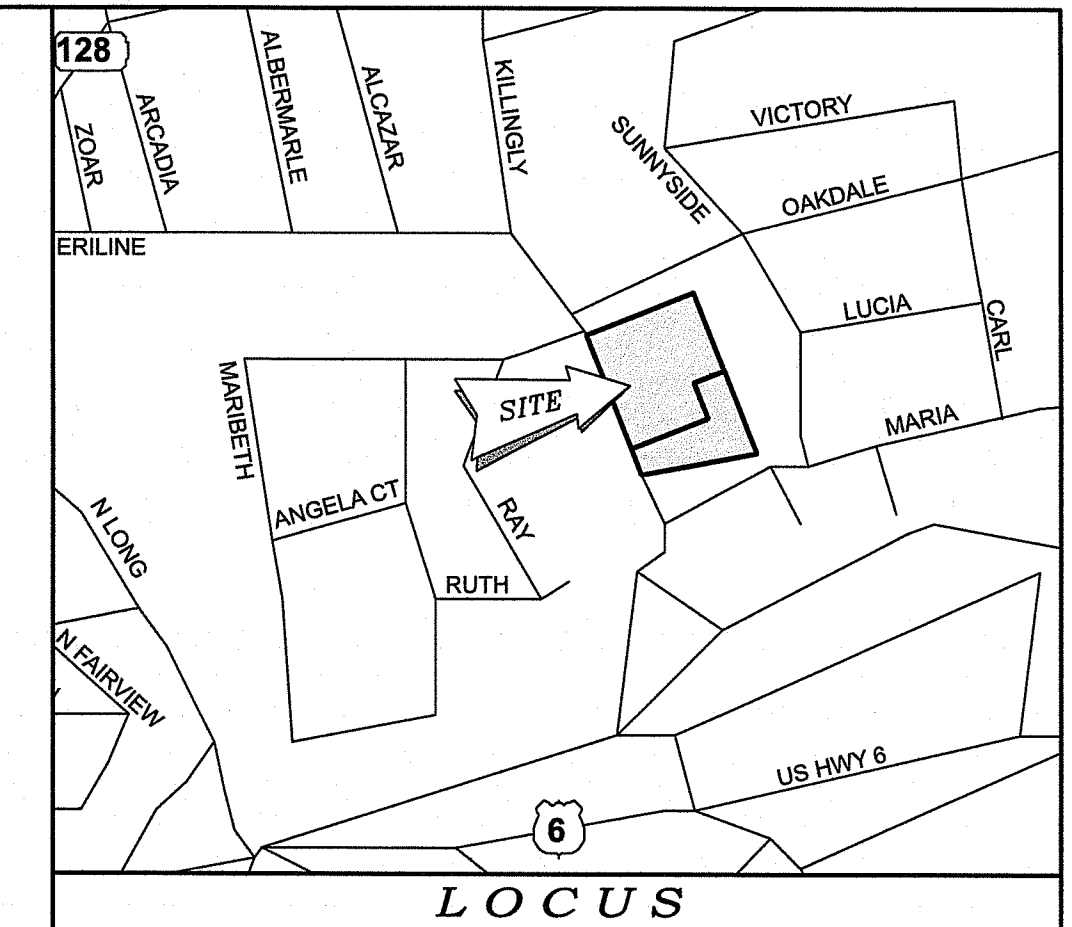 128
ZOAR
ARCADIA
ALBERMARLE
ALCAZAR
KILLINGLY
SUNNYSIDE
VICTORY
OAKDALE
ERILINE
LUCIA
CARL
MARIBETH
SITE
MARIA
ANGELA CT
N LONG
RAY
RUTH
N FAIRVIEW
US HWY 6
6
LOCUS